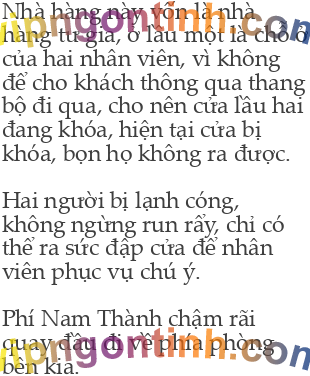 Nhà hàng này vốn là nhà
hàng tư gia, ở lầu một là chỗ ở
của hai nhân viên, vì không
để cho khách thông qua thang
bộ đi qua, cho nên cửa lầu hai
đang khóa, hiện tại cửa bị
khóa, bọn họ không ra được.
Hai người bị lạnh cóng,
không ngừng run rẩy, chỉ có
thể ra sức đập cửa để nhân
viên phục vụ chú ý.
Phí Nam Thành chậm rãi
quay đầu đi về phía phòng
bên kia.